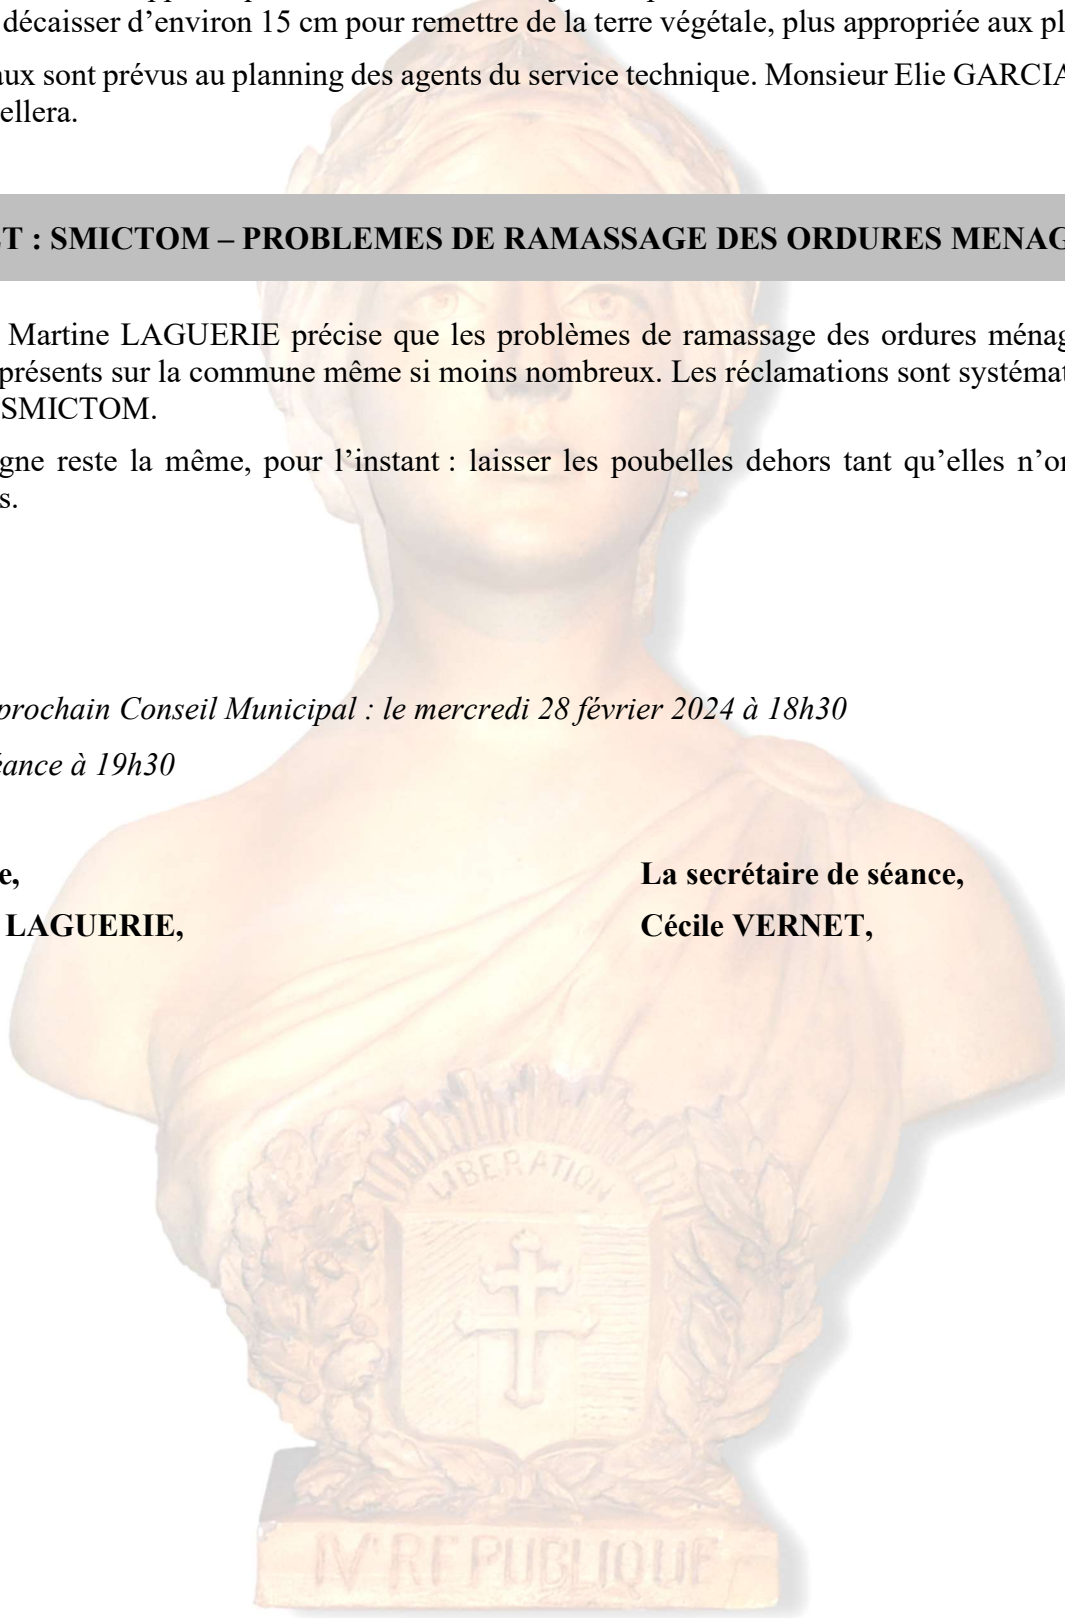 décaisser d’environ 15 cm pour remettre de la terre végétale, plus appropriée aux pl
aux sont prévus au planning des agents du service technique. Monsieur Elie GARCIA
ellera.
T : SMICTOM – PROBLEMES DE RAMASSAGE DES ORDURES MENAG
Martine LAGUERIE précise que les problèmes de ramassage des ordures ménag
présents sur la commune même si moins nombreux. Les réclamations sont systémat
SMICTOM.
gne reste la même, pour l’instant : laisser les poubelles dehors tant qu’elles n’on
s.
prochain Conseil Municipal : le mercredi 28 février 2024 à 18h30
éance à 19h30
e,
La secrétaire de séance,
LAGUERIE,
Cécile VERNET,
LIBERATION
IV REPUBLIQUE